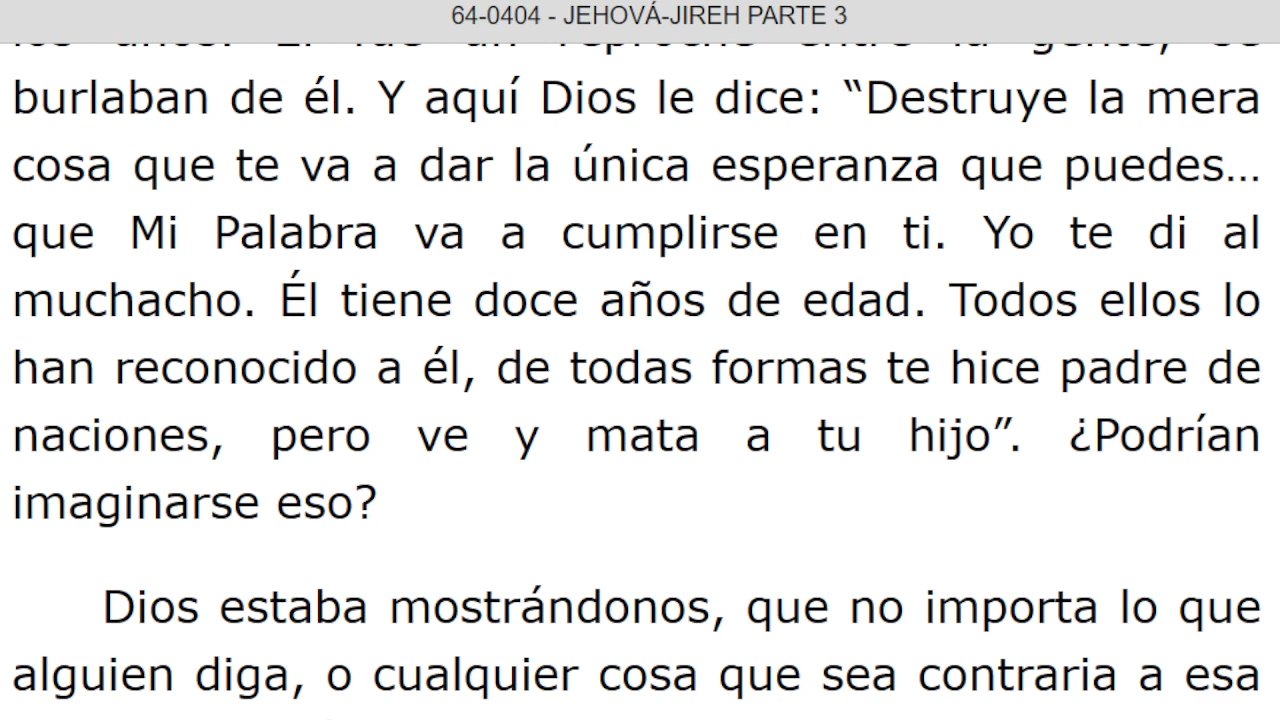 64-0404 - JEHOVÁ-JIREH PARTE 3
burlaban de él. Y aquí Dios le dice: “Destruye la mera
cosa que te va a dar la única esperanza que puedes…
que Mi Palabra va a cumplirse en ti. Yo te di al
muchacho. Él tiene doce años de edad. Todos ellos lo
han reconocido a él, de todas formas te hice padre de
naciones, pero ve y mata a tu hijo”. ¿Podrían
imaginarse eso?
Dios estaba mostrándonos, que no importa lo que
alguien diga, o cualquier cosa que sea contraria a esa